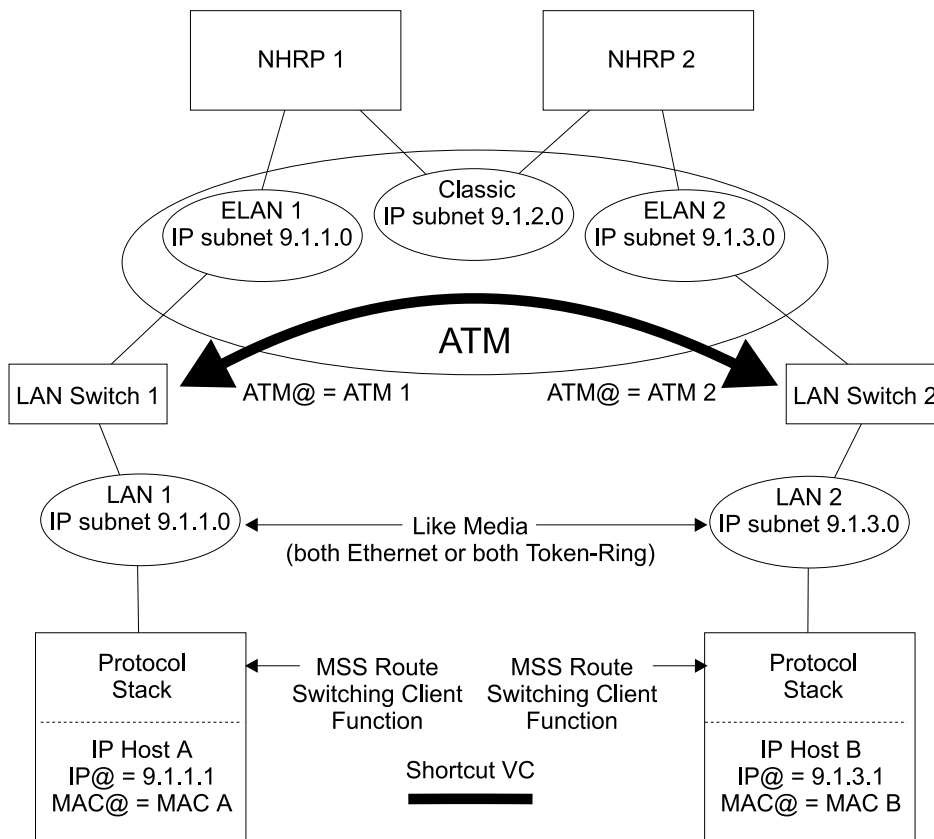 NHRP 1
NHRP 2
Classic
IP subnet 9.1.2.0
ELAN 1
IP subnet 9.1.1.0
ELAN 2
IP subnet 9.1.3.0
ATM
LAN Switch 1
ATM@ = ATM 1
ATM@ = ATM 2
LAN Switch 2
LAN 1
IP subnet 9.1.1.0
Like Media
(both Ethernet or both Token-Ring)
LAN 2
IP subnet 9.1.3.0
Protocol
Stack
MSS Route
Switching Client
Function
MSS Route
Switching Client
Function
Protocol
Stack
IP Host A
IP@ = 9.1.1.1
MAC@ = MAC A
Shortcut VC
IP Host B
IP@ = 9.1.3.1
MAC@ = MAC B